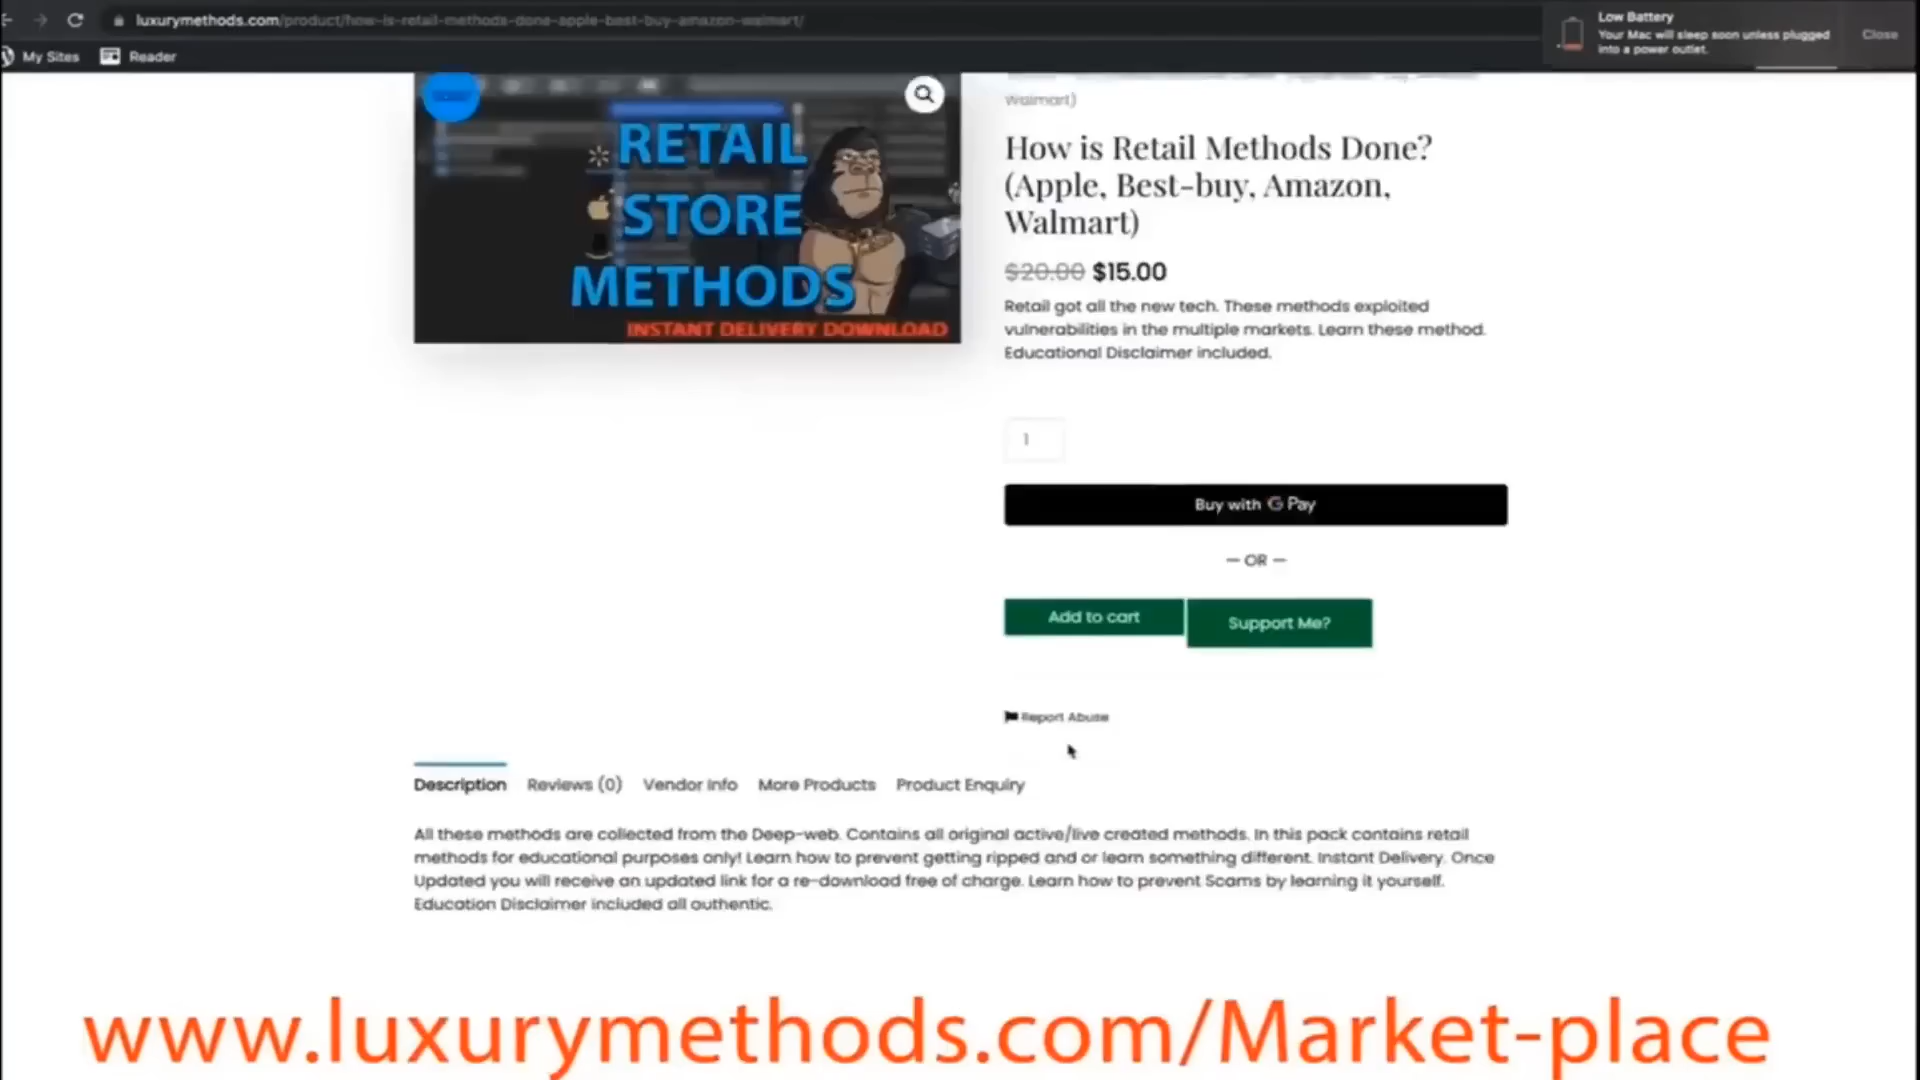 luxurymethods.com/product/how-is-retail-methods-done-apple-best-buy-amazon-walmart/
Low Battery
Your Mac will sleep soon unless plugged
into a power outlet.
Close
My Sites
Reader
Walmart)
RETAIL
STORE
METHODS
INSTANT DELIVERY DOWNLOAD
How is Retail Methods Done?
(Apple, Best-buy, Amazon,
Walmart)
$20.00 $15.00
Retail got all the new tech. These methods exploited
vulnerabilities in the multiple markets. Learn these method.
Educational Disclaimer included.
1
Buy with G Pay
— OR —
Add to cart
Support Me?
Report Abuse
Description
Reviews (0)
Vendor Info
More Products
Product Enquiry
All these methods are collected from the Deep-web. Contains all original active/live created methods. In this pack contains retail
methods for educational purposes only! Learn how to prevent getting ripped and or learn something different. Instant Delivery. Once
Updated you will receive an updated link for a re-download free of charge. Learn how to prevent Scams by learning it yourself.
Education Disclaimer included all authentic.
www.luxurymethods.com/Market-place